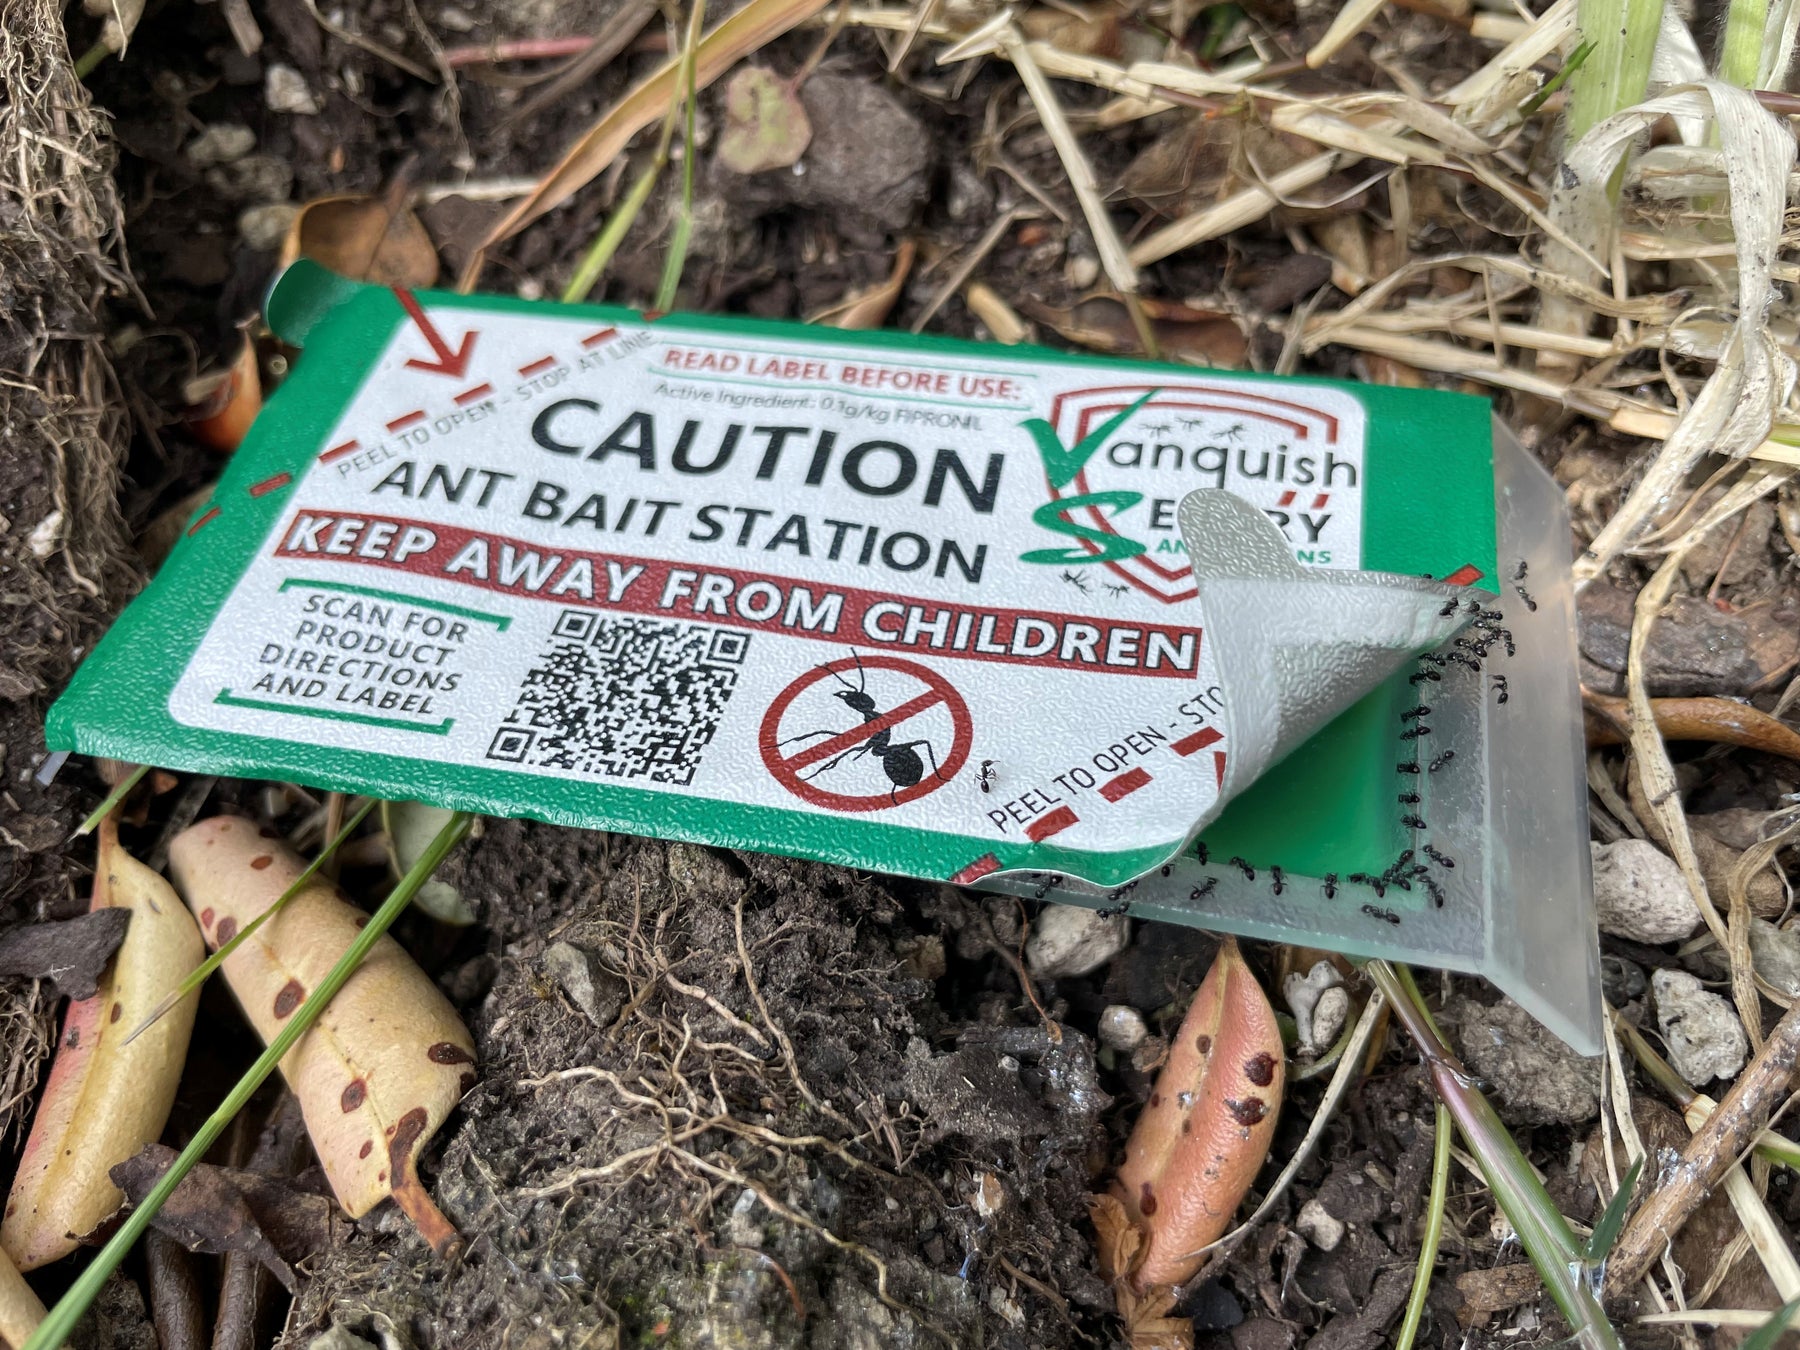 PEEL TO OPEN - STOP AT LINE
READ LABEL BEFORE USE:
Active Ingredient: 0.1g/kg FIPRONIL
CAUTION
ANT BAIT STATION
KEEP AWAY FROM CHILDREN
Vanquish
SCAN FOR
PRODUCT
DIRECTIONS
AND LABEL
PEEL TO OPEN - STO